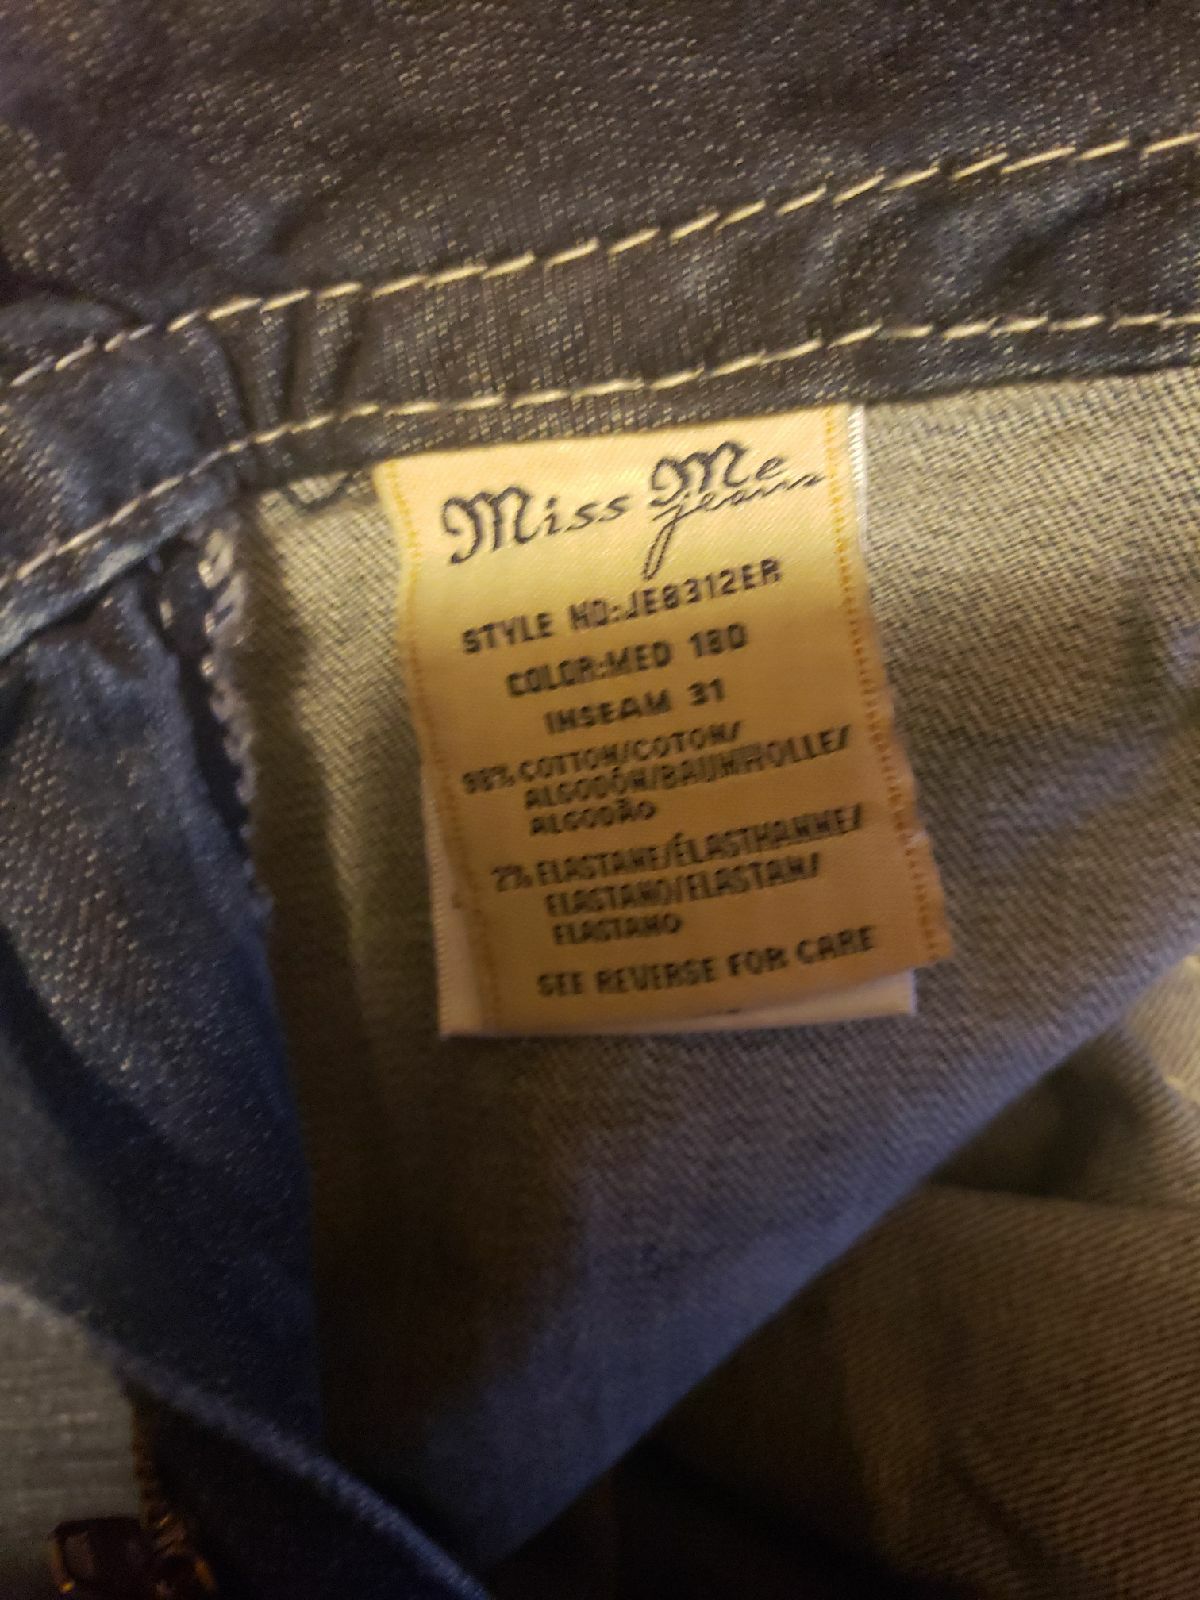 Miss Me
jeans
STYLE NO:JE8312ER
COLOR:MED 180
INSEAM 31
98% COTTON/COTON/
ALGODÓN/BAUMWOLLE/
ALGODÃO
2% ELASTANE/ÉLASTHANNE/
ELASTANO/ELASTAN/
ELASTANO
SEE REVERSE FOR CARE